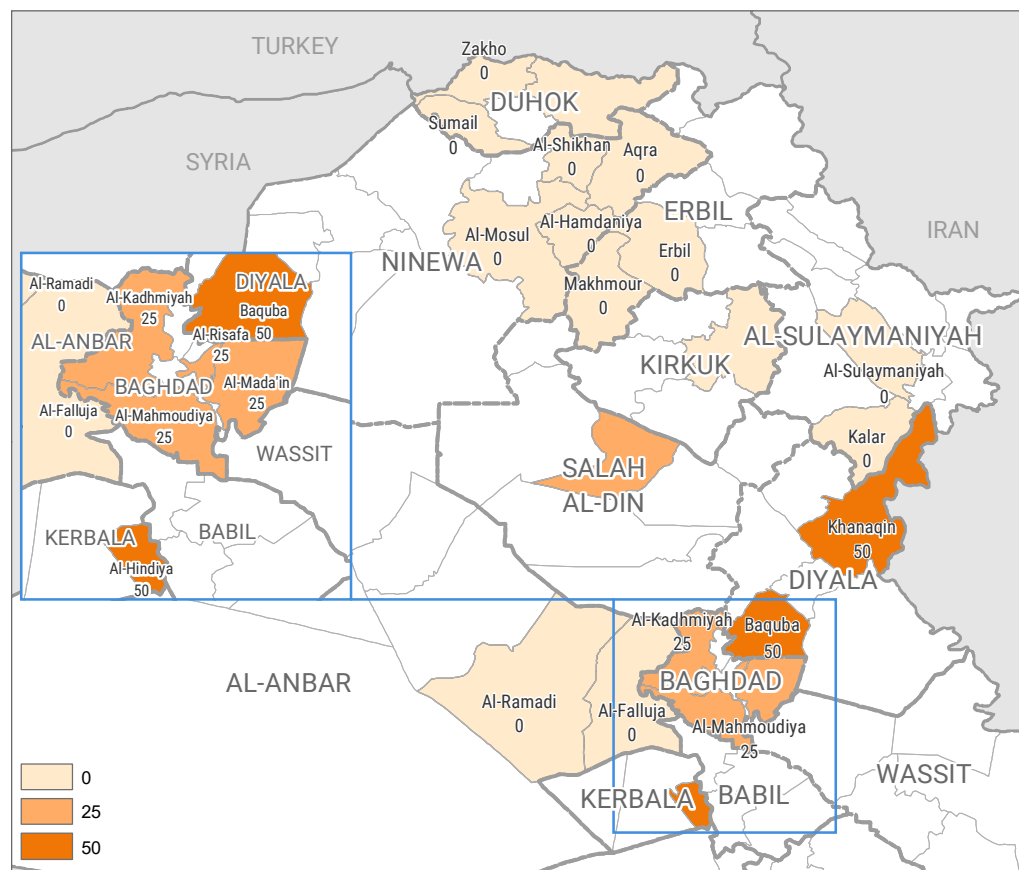 TURKEY
Zakho
0
DUHOK
Sumail
0
Al-Shikhan
0
Aqra
0
SYRIA
ERBIL
IRAN
Al-Mosul
0
Al-Hamdaniya
0
Erbil
0
NINEWA
Makhmour
0
Al-Ramadi
0
Al-Kadhmiyah
25
DIYALA
Baquba
50
Al-Risafa
25
AL-ANBAR
BAGHDAD
Al-Mada'in
25
Al-Falluja
0
Al-Mahmoudiya
25
WASSIT
KERBALA
BABIL
Al-Hindiya
50
KIRKUK
AL-SULAYMANIYAH
Al-Sulaymaniyah
0
Kalar
0
SALAH
AL-DIN
Khanaqin
50
DIYALA
Al-Kadhmiyah
25
Baquba
50
AL-ANBAR
BAGHDAD
Al-Ramadi
0
Al-Falluja
0
Al-Mahmoudiya
25
WASSIT
KERBALA
BABIL
0
25
50